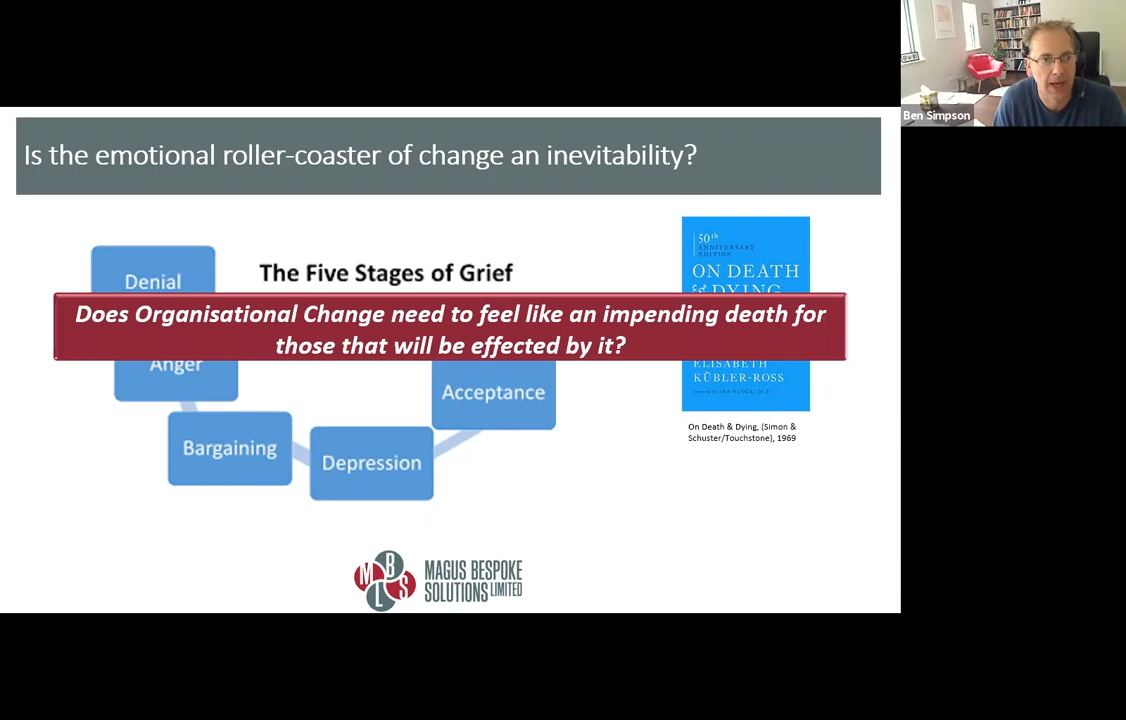 Ben Simpson
Is the emotional roller-coaster of change an inevitability?
Denial
The Five Stages of Grief
50th
ANNIVERSARY
EDITION
ON DEATH
& DYING
Does Organisational Change need to feel like an impending death for
those that will be effected by it?
Anger
Acceptance
ELISABETH
KÜBLER-ROSS
Bargaining
Depression
On Death & Dying, (Simon &
Schuster/Touchstone), 1969
M B L S
MAGUS BESPOKE
SOLUTIONS LIMITED